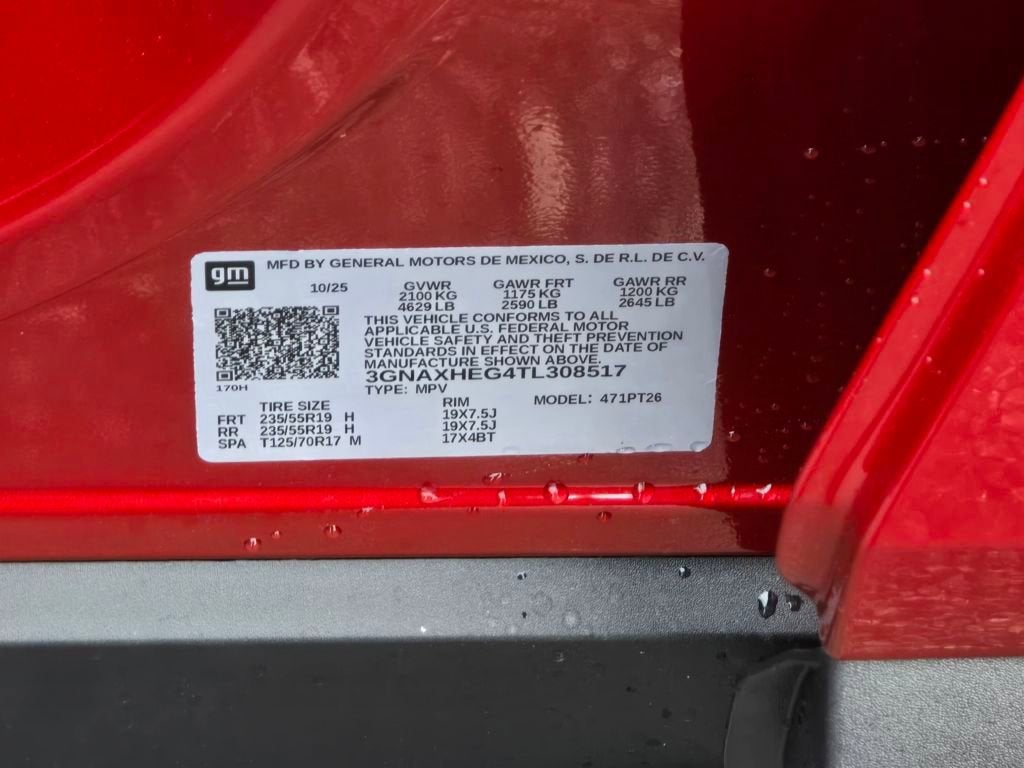 gm MFD BY GENERAL MOTORS DE MEXICO, S. DE R.L. DE C.V.
10/25 GVWR GAWR FRT GAWR RR
2100 KG 1175 KG 1200 KG
4629 LB 2590 LB 2645 LB
THIS VEHICLE CONFORMS TO ALL
APPLICABLE U.S. FEDERAL MOTOR
VEHICLE SAFETY AND THEFT PREVENTION
STANDARDS IN EFFECT ON THE DATE OF
MANUFACTURE SHOWN ABOVE.
3GNAXHEG4TL308517
170H
TYPE: MPV
TIRE SIZE RIM MODEL: 471PT26
FRT 235/55R19 H 19X7.5J
RR 235/55R19 H 19X7.5J
SPA T125/70R17 M 17X4BT